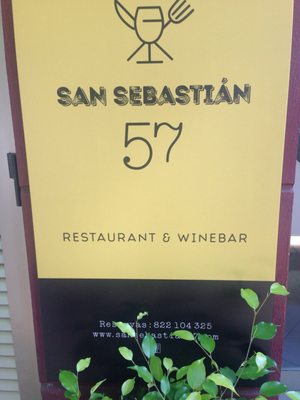 SAN SEBASTIÁN
57
RESTAURANT & WINEBAR
Reservas: 822 104 325